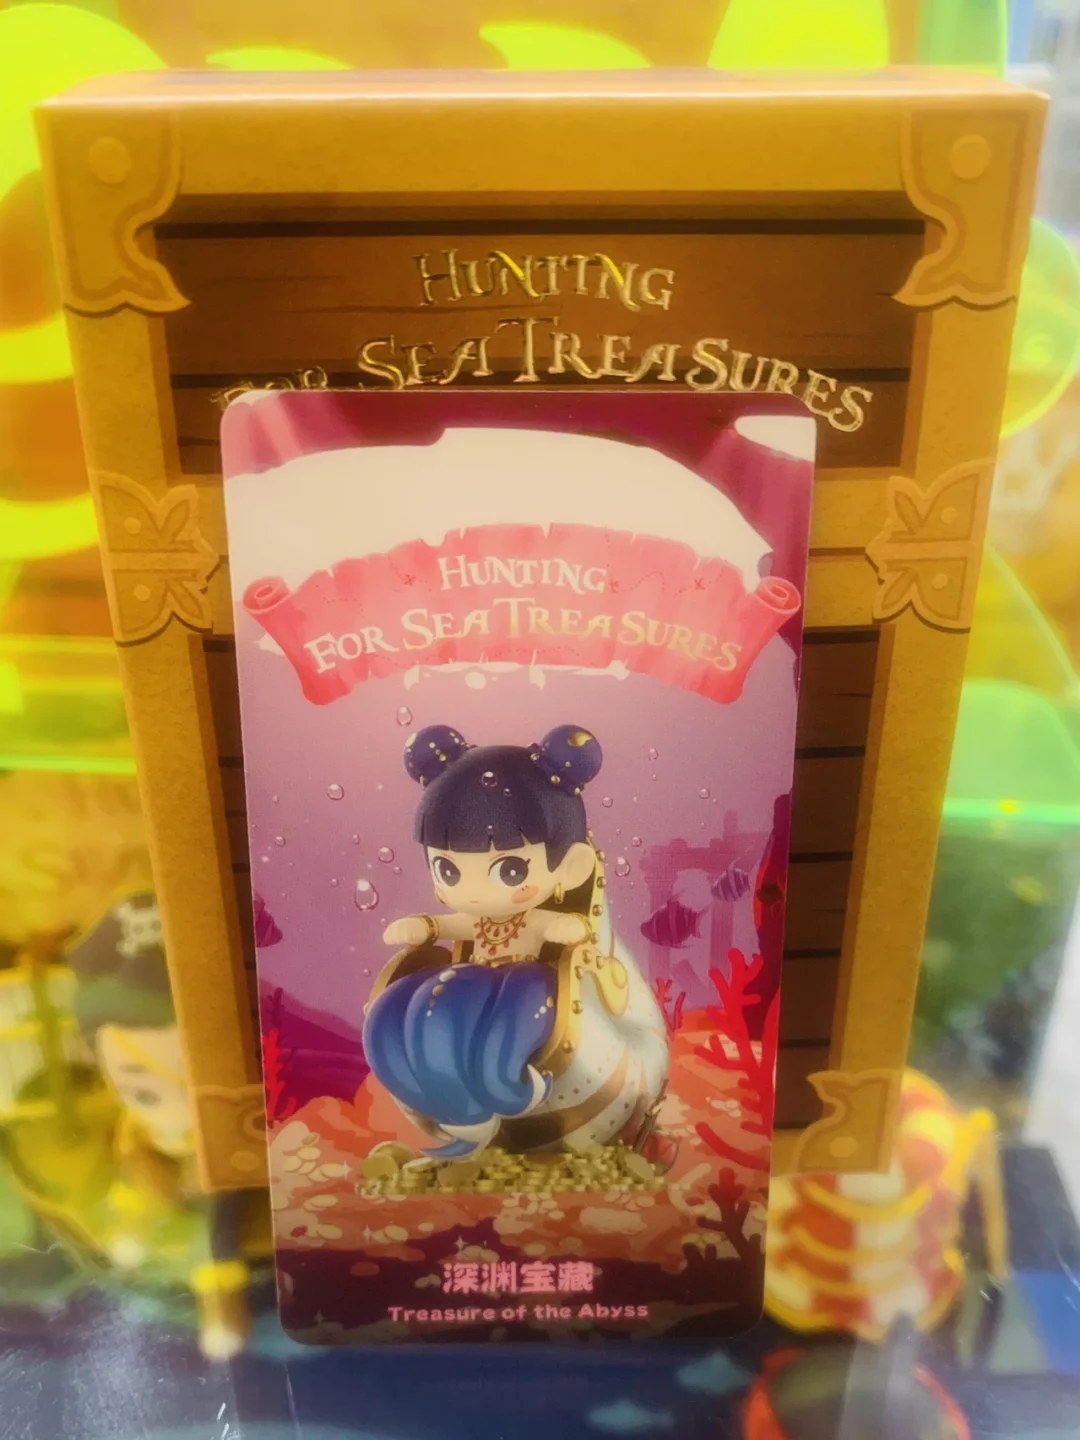 HUNTING
FOR SEA TREASURES
HUNTING
FOR SEA TREASURES
深渊宝藏
Treasure of the Abyss